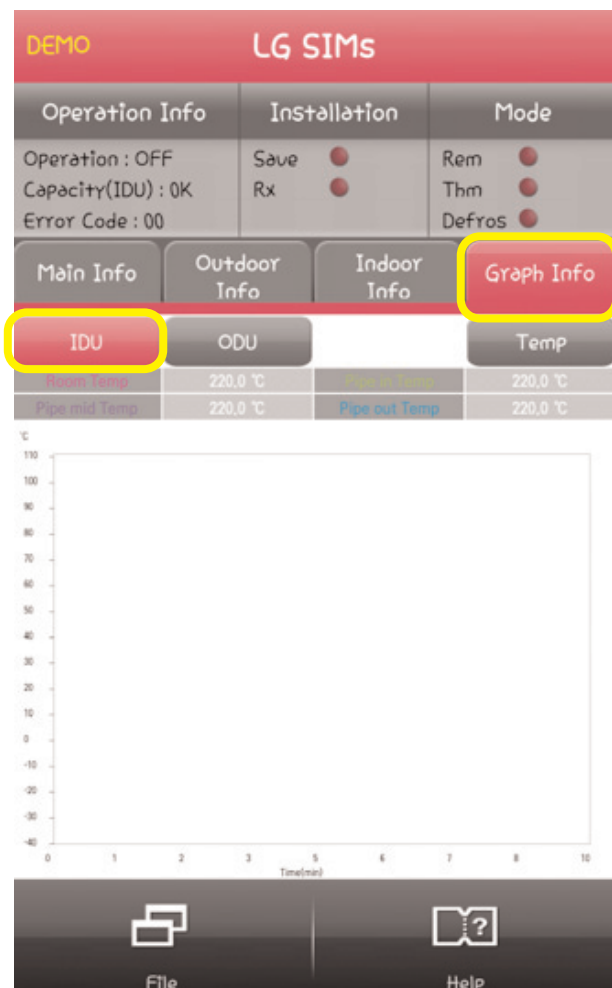 DEMO LG SIMs
Operation Info Installation Mode
Operation : OFF Save Rem
Capacity(IDU) : 0K Rx Thm
Error Code : 00 Defros
Main Info Outdoor Info Indoor Info Graph Info
IDU ODU Temp
Room Temp 220,0 ℃ Pipe in Temp 220,0 ℃
Pipe mid Temp 220,0 ℃ Pipe out Temp 220,0 ℃
℃
110
100
90
80
70
60
50
40
30
20
10
0
-10
-20
-30
-40
0 1 2 3 5 6 7 8 10
Time(min)
?
File Help